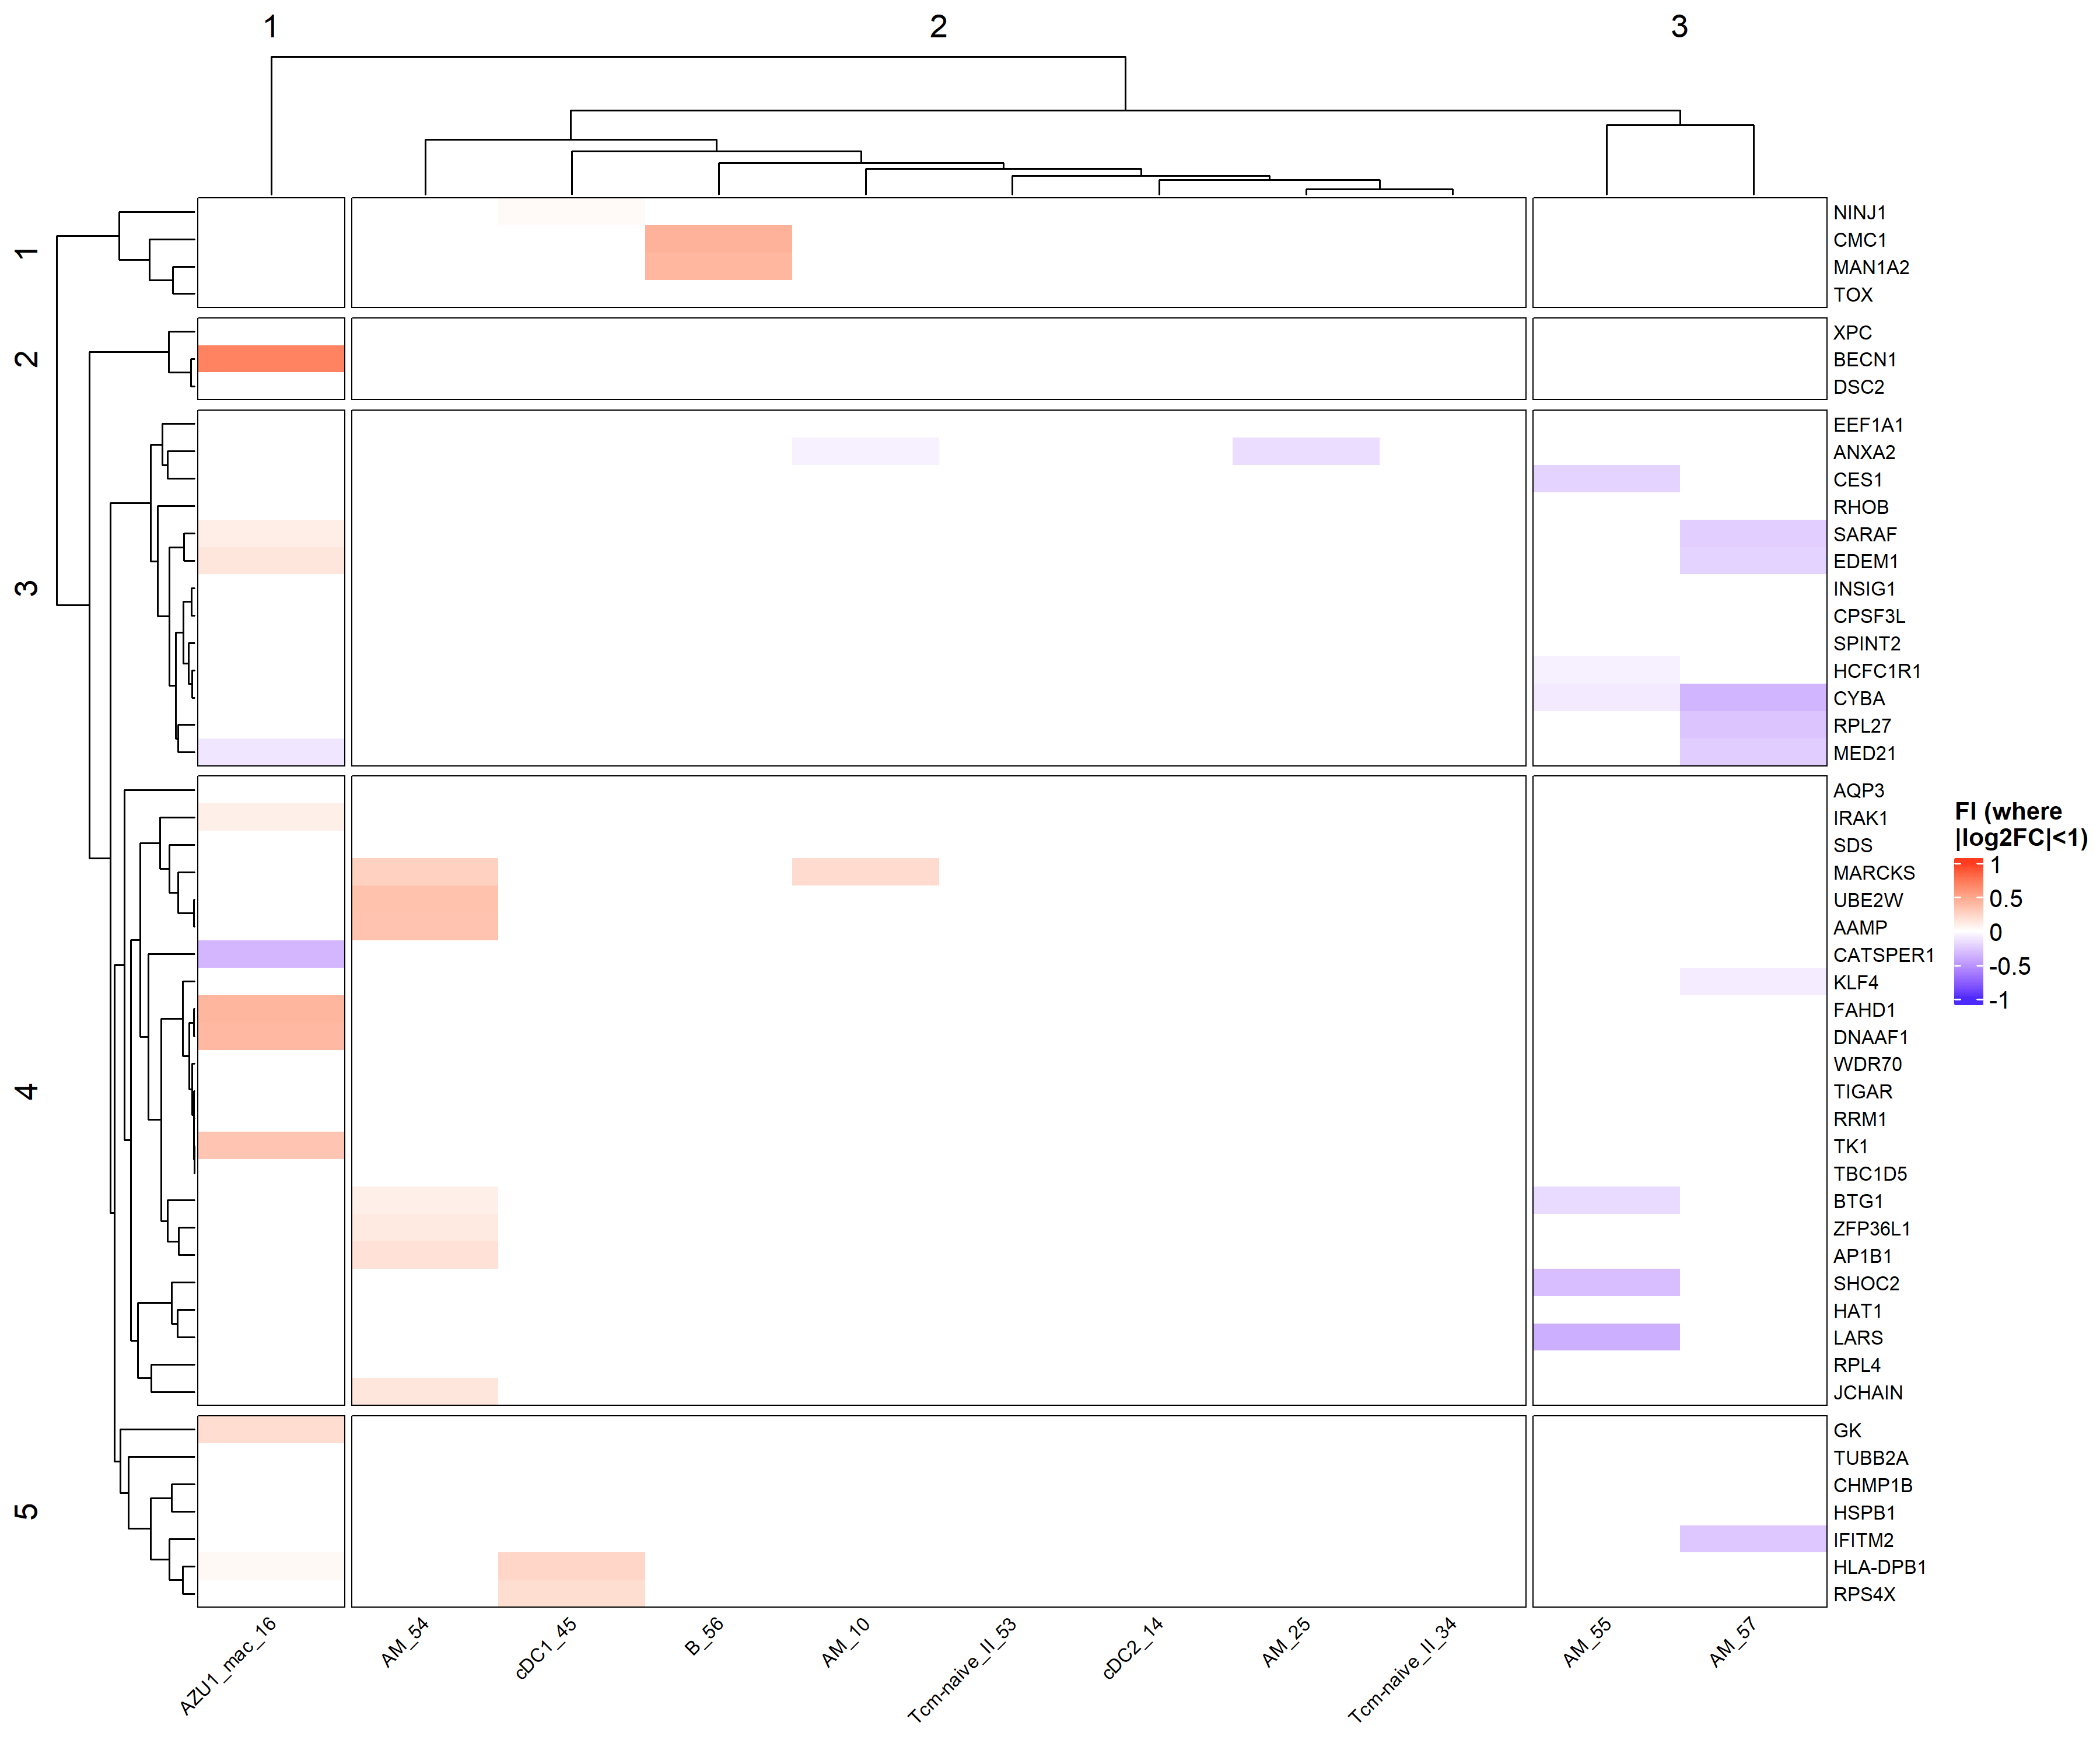 1
2
3
1
2
3
4
5
NINJ1
CMC1
MAN1A2
TOX
XPC
BECN1
DSC2
EEF1A1
ANXA2
CES1
RHOB
SARAF
EDEM1
INSIG1
CPSF3L
SPINT2
HCFC1R1
CYBA
RPL27
MED21
AQP3
IRAK1
SDS
MARCKS
UBE2W
AAMP
CATSPER1
KLF4
FAHD1
DNAAF1
WDR70
TIGAR
RRM1
TK1
TBC1D5
BTG1
ZFP36L1
AP1B1
SHOC2
HAT1
LARS
RPL4
JCHAIN
GK
TUBB2A
CHMP1B
HSPB1
IFITM2
HLA-DPB1
RPS4X
FI (where
|log2FC|<1)
1
0.5
0
-0.5
-1
AZU1_mac_16
AM_54
cDC1_45
B_56
AM_10
Tcm-naive_II_53
cDC2_14
AM_25
Tcm-naive_II_34
AM_55
AM_57